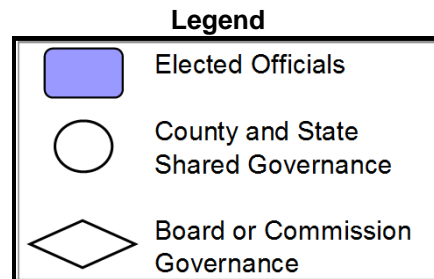 Legend
Elected Officials
County and State
Shared Governance
Board or Commission
Governance